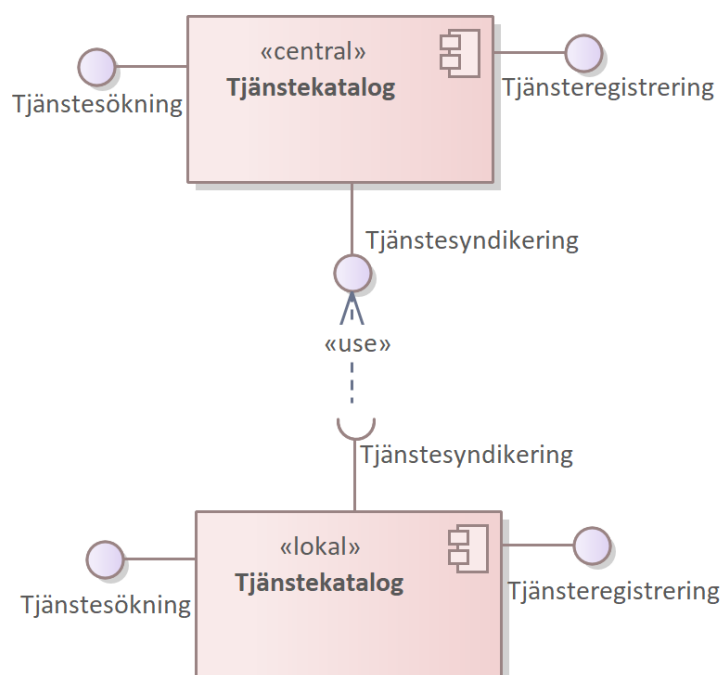 «central»
Tjänstekatalog
Tjänstesökning
Tjänsteregistrering
Tjänstesyndikering
«use»
Tjänstesyndikering
«lokal»
Tjänstekatalog
Tjänstesökning
Tjänsteregistrering